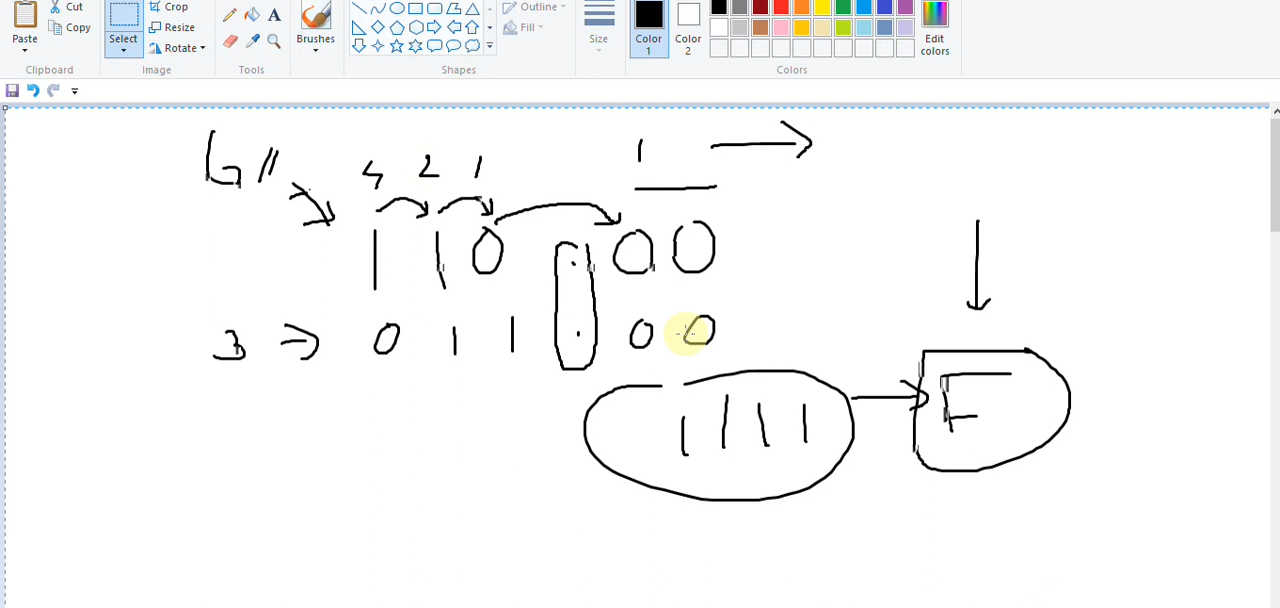 Cut
Crop
Outline
Paste
Copy
Select
Resize
Rotate
A
Brushes
Fill
Size
Color 1
Color 2
Edit colors
Clipboard
Image
Tools
Shapes
Colors
4 2 1 1
6
1 1 0 . 0 0
3 ⇒ 0 1 1 . 0 0
1 1 1 1 → F